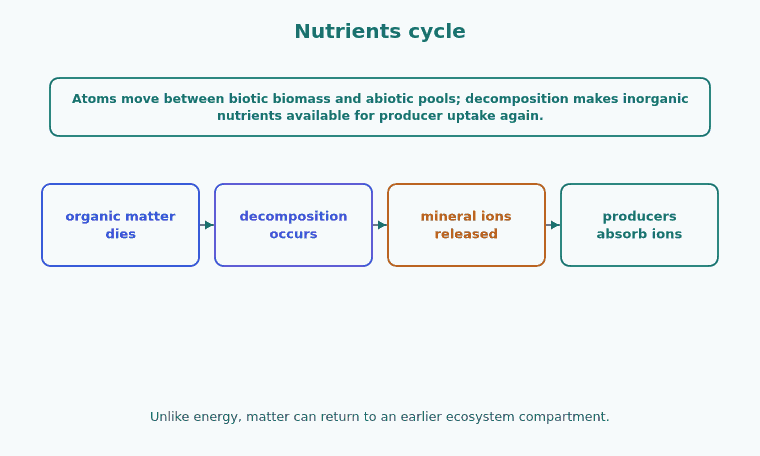 Nutrients cycle
Atoms move between biotic biomass and abiotic pools; decomposition makes inorganic
nutrients available for producer uptake again.
organic matter
dies
decomposition
occurs
mineral ions
released
producers
absorb ions
Unlike energy, matter can return to an earlier ecosystem compartment.